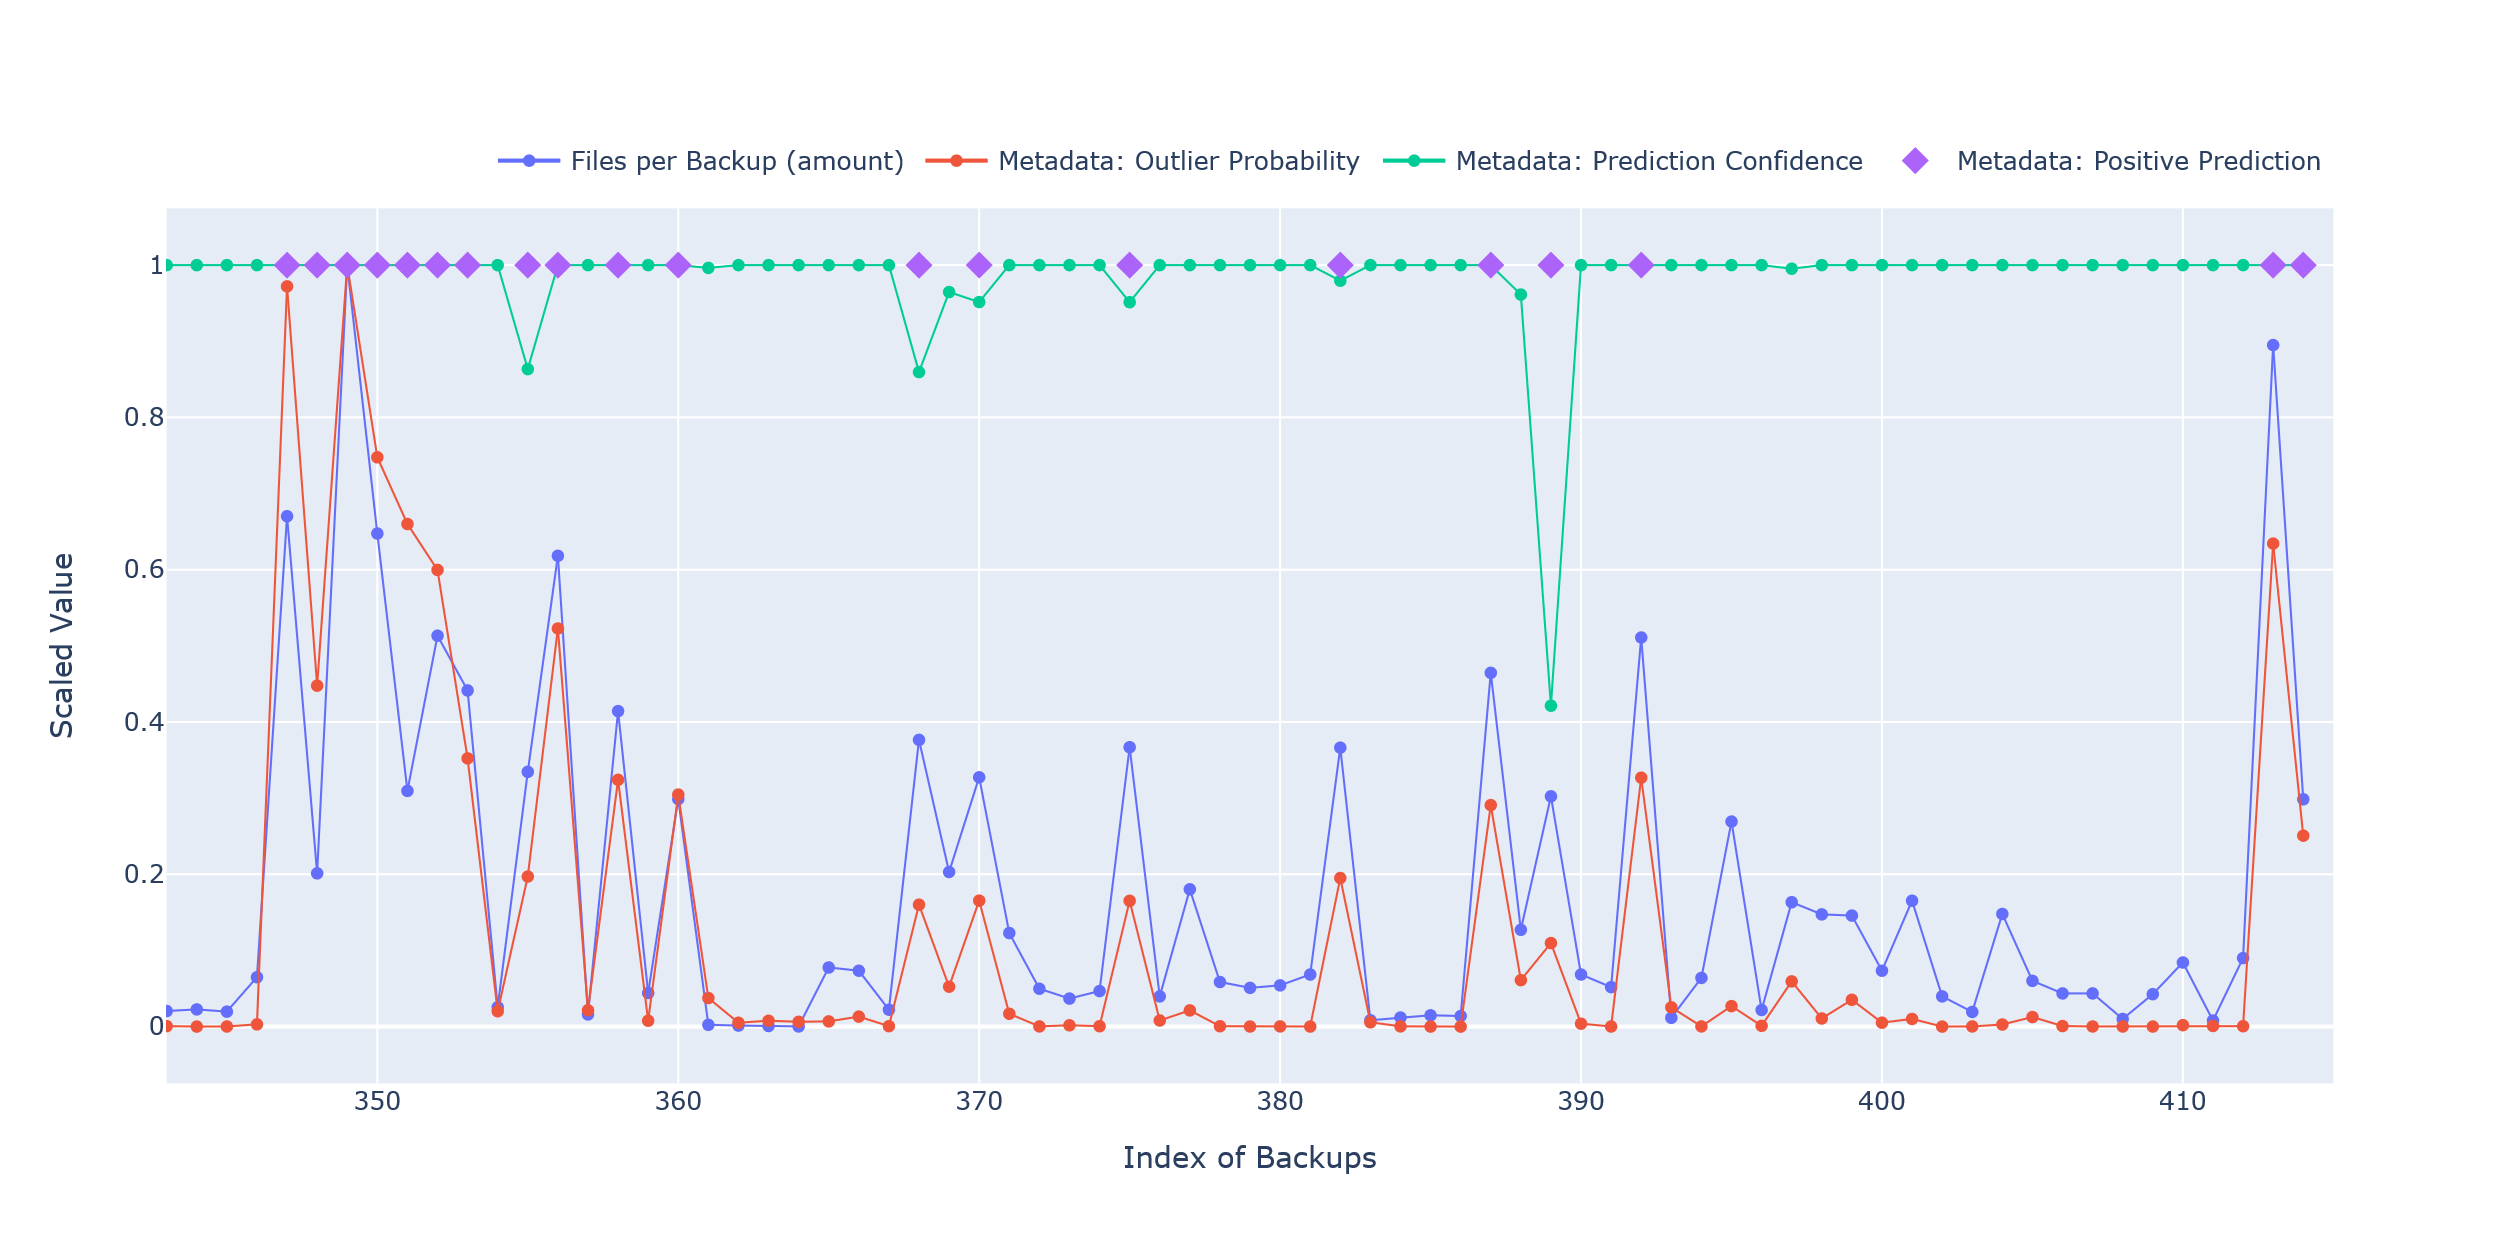 Files per Backup (amount) Metadata: Outlier Probability Metadata: Prediction Confidence Metadata: Positive Prediction
1
0.8
0.6
0.4
0.2
0
Scaled Value
350 360 370 380 390 400 410
Index of Backups